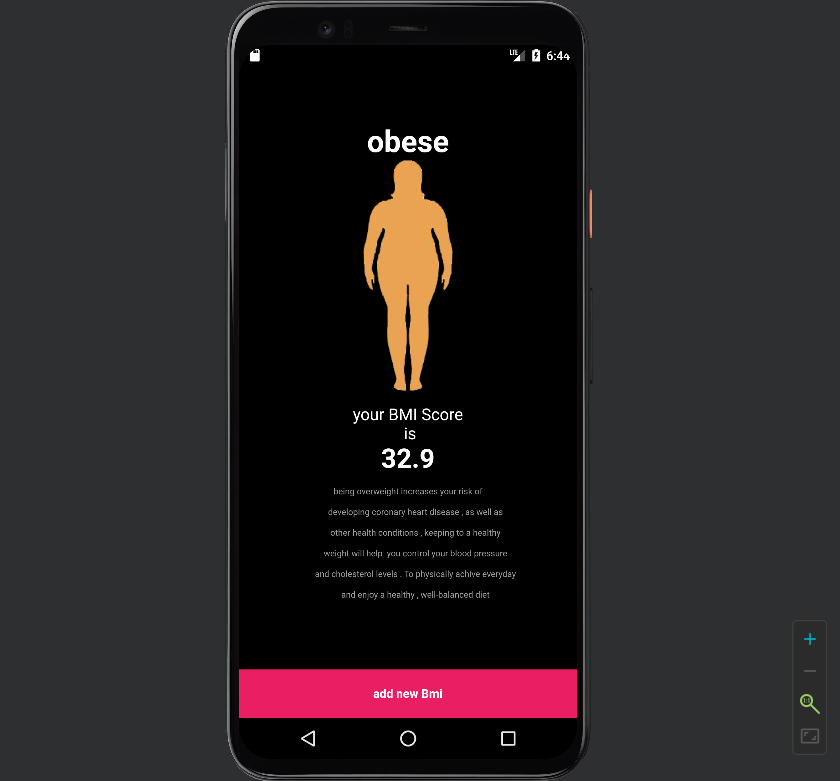 LTE 6:44
obese
your BMI Score
is
32.9
being overweight increases your risk of
developing coronary heart disease , as well as
other health conditions , keeping to a healthy
weight will help you control your blood pressure
and cholesterol levels . To physically achive everyday
and enjoy a healthy , well-balanced diet
add new Bmi